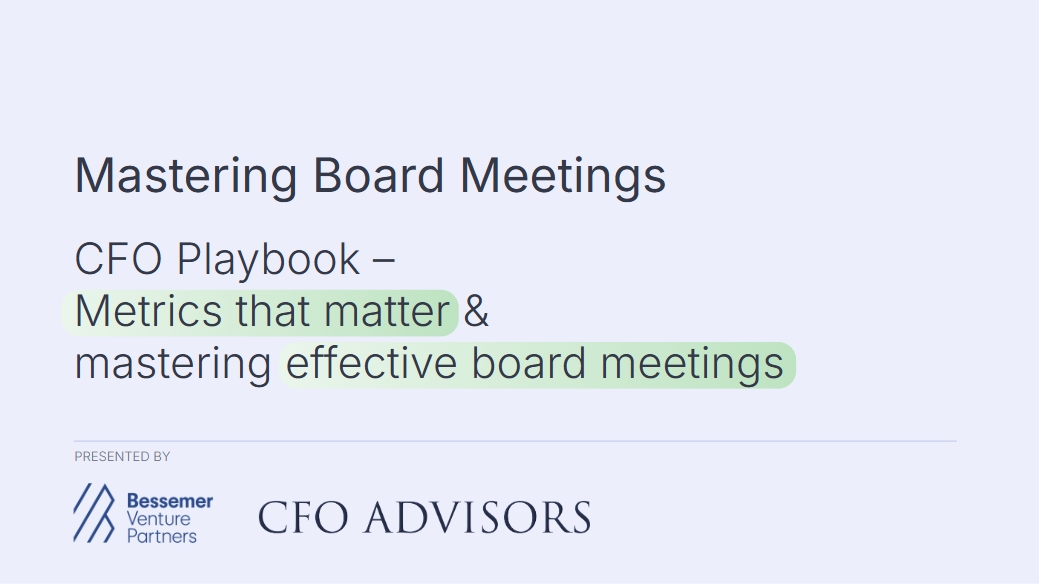 Mastering Board Meetings
CFO Playbook –
Metrics that matter &
mastering effective board meetings
PRESENTED BY
Bessemer
Venture
Partners
CFO ADVISORS